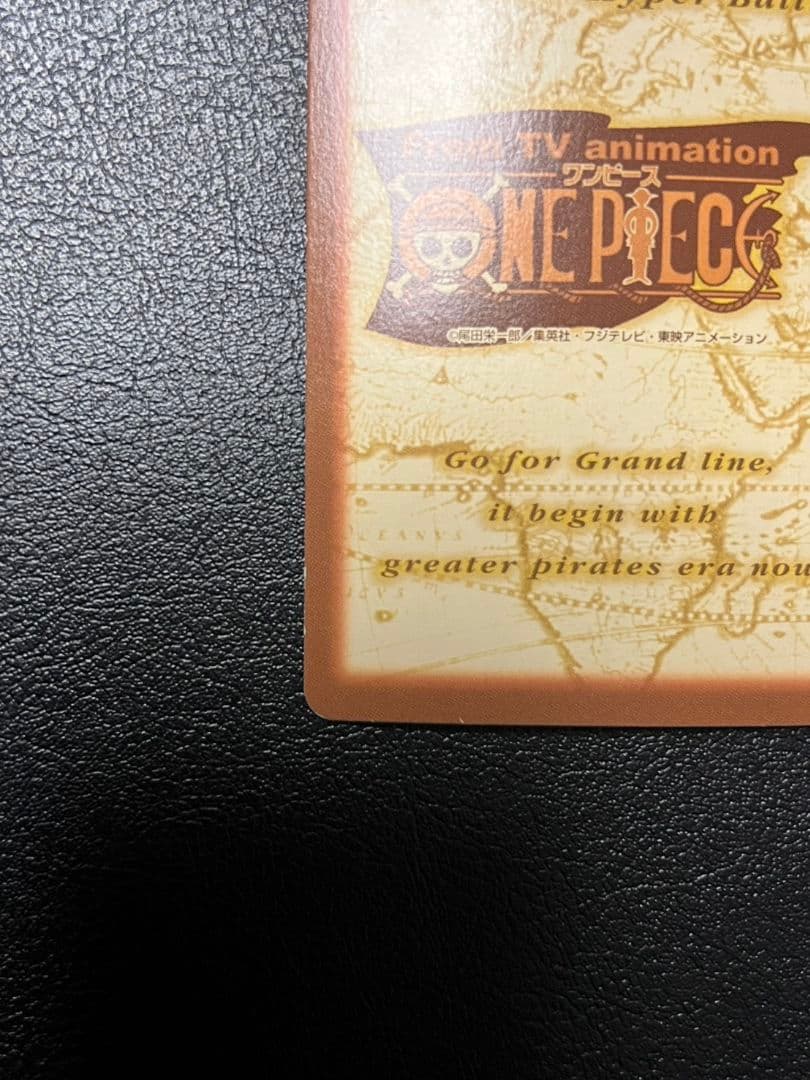 Hyper Batt
From TV animation
ワンピース
ONE PIECE
©尾田栄一郎／集英社・フジテレビ・東映アニメーション
Go for Grand line,
it begin with
greater pirates era now